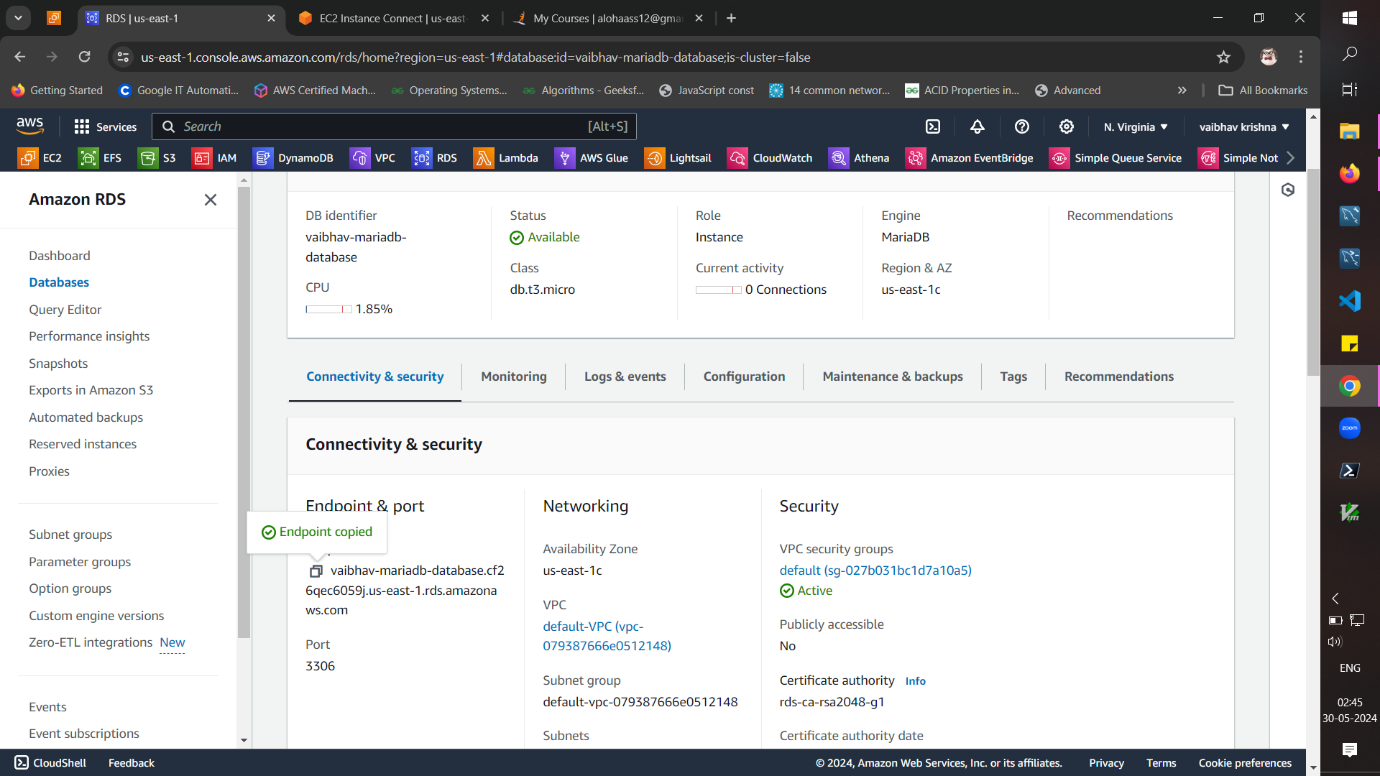 RDS | us-east-1
EC2 Instance Connect | us-east-
My Courses | alohaass12@gma
us-east-1.console.aws.amazon.com/rds/home?region=us-east-1#database:id=vaibhav-mariadb-database;is-cluster=false
Getting Started
Google IT Automati...
AWS Certified Mach...
Operating Systems...
Algorithms - Geeksf...
JavaScript const
14 common networ...
ACID Properties in...
Advanced
All Bookmarks
aws
Services
Search
[Alt+S]
N. Virginia
vaibhav krishna
EC2
EFS
S3
IAM
DynamoDB
VPC
RDS
Lambda
AWS Glue
Lightsail
CloudWatch
Athena
Amazon EventBridge
Simple Queue Service
Simple Not
Amazon RDS
Dashboard
Databases
Query Editor
Performance insights
Snapshots
Exports in Amazon S3
Automated backups
Reserved instances
Proxies
Subnet groups
Parameter groups
Option groups
Custom engine versions
Zero-ETL integrations New
Events
Event subscriptions
DB identifier
vaibhav-mariadb-
database
CPU
1.85%
Status
Available
Class
db.t3.micro
Role
Instance
Current activity
0 Connections
Engine
MariaDB
Region & AZ
us-east-1c
Recommendations
Connectivity & security
Monitoring
Logs & events
Configuration
Maintenance & backups
Tags
Recommendations
Connectivity & security
Endpoint & port
Endpoint copied
vaibhav-mariadb-database.cf2
6qec6059j.us-east-1.rds.amazona
ws.com
Port
3306
Networking
Availability Zone
us-east-1c
VPC
default-VPC (vpc-
079387666e0512148)
Subnet group
default-vpc-079387666e0512148
Subnets
Security
VPC security groups
default (sg-027b031bc1d7a10a5)
Active
Publicly accessible
No
Certificate authority Info
rds-ca-rsa2048-g1
Certificate authority date
CloudShell
Feedback
© 2024, Amazon Web Services, Inc. or its affiliates.
Privacy
Terms
Cookie preferences
zoom
ENG
02:45
30-05-2024